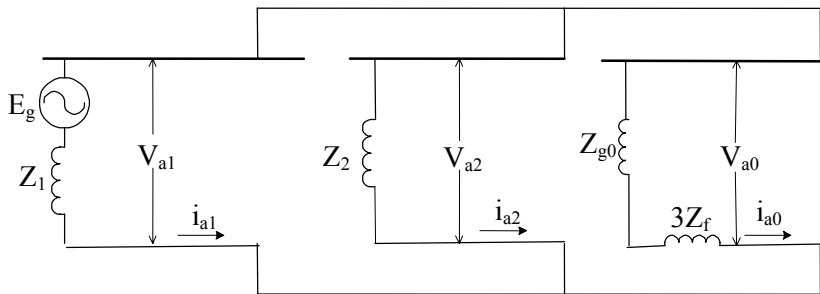 E_g
Z_1
V_a1
i_a1
Z_2
V_a2
i_a2
Z_g0
3Z_f
V_a0
i_a0